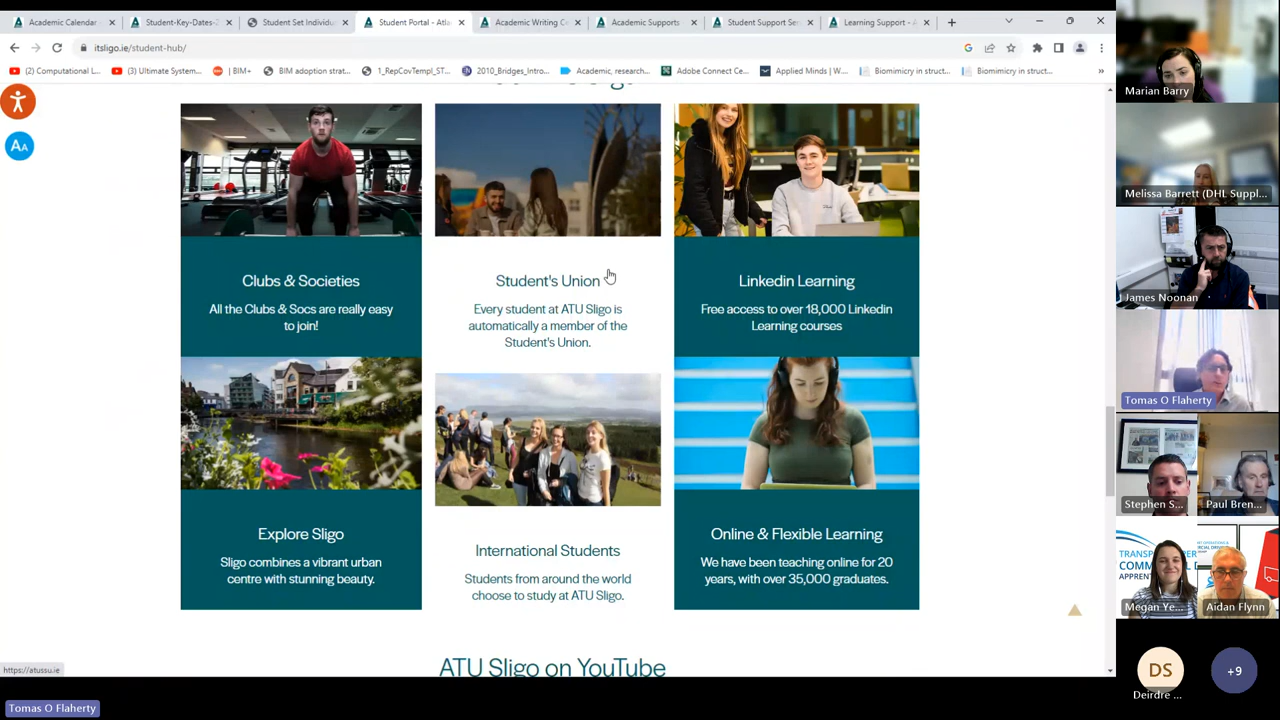 Academic Calendar
Student-Key-Dates-2
Student Set Individu
Student Portal - Atla
Academic Writing C
Academic Supports
Student Support Ser
Learning Support - A
itsligo.ie/student-hub/
(2) Computational L...
(3) Ultimate System...
| BIM+
BIM adoption strat...
1_RepCovTempl_ST...
2010_Bridges_Intro...
Academic, research...
Adobe Connect Ce...
Applied Minds | W...
Biomimicry in struct...
Biomimicry in struct...
»
AA
Clubs & Societies
All the Clubs & Socs are really easy
to join!
Student's Union
Every student at ATU Sligo is
automatically a member of the
Student's Union.
Linkedin Learning
Free access to over 18,000 Linkedin
Learning courses
Explore Sligo
Sligo combines a vibrant urban
centre with stunning beauty.
International Students
Students from around the world
choose to study at ATU Sligo.
Online & Flexible Learning
We have been teaching online for 20
years, with over 35,000 graduates.
ATU Sligo on YouTube
https://atussu.ie
Tomas O Flaherty
Marian Barry
Melissa Barrett (DHL Suppl...
James Noonan
Tomas O Flaherty
Stephen S...
Paul Bren...
Megan Ye...
Aidan Flynn
DS
Deirdre ...
+9